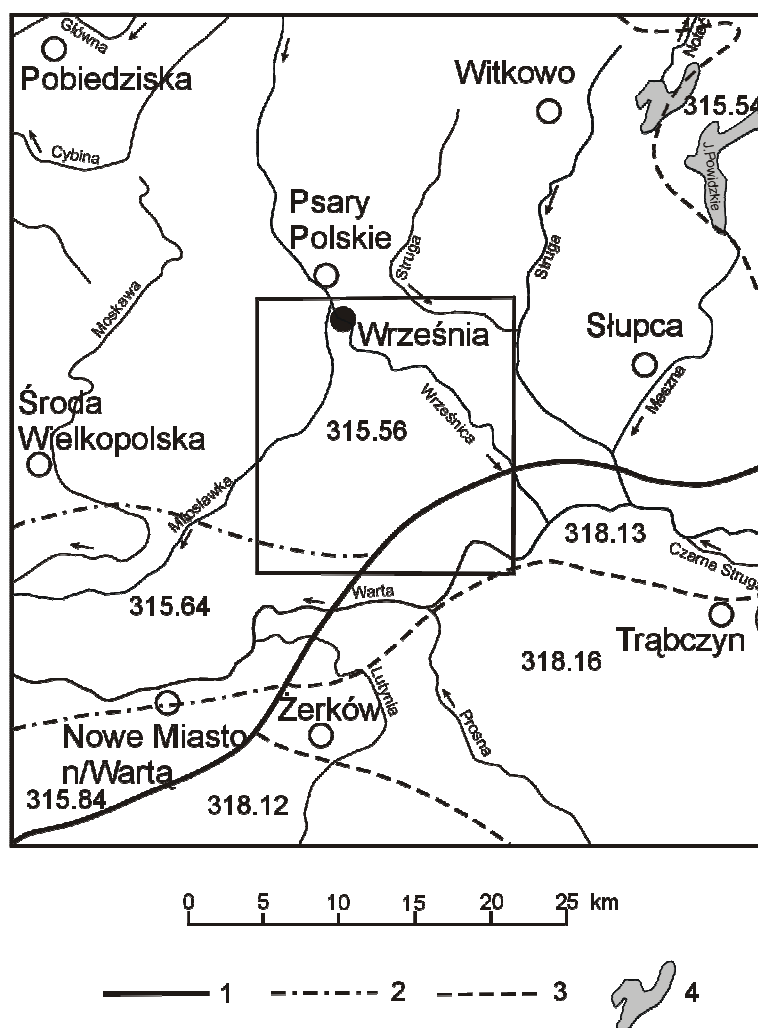 Główna
Pobiedziska
Cybina
Witkowo
Noteć
315.54
J.Powidzkie
Psary
Polskie
Struga
Struga
Moskawa
Września
Słupca
Meszna
Środa
Wielkopolska
315.56
Wrześnica
Miłosławka
318.13
Czarna Struga
315.64
Warta
Trąbczyn
318.16
Lutynia
Żerków
Prosna
Nowe Miasto
n/Wartą
315.84
318.12
0 5 10 15 20 25 km
1 2 3 4